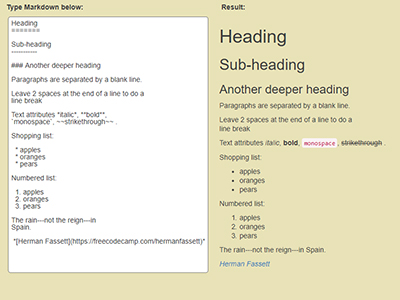 Type Markdown below:
Heading
=======
Sub-heading
-----------
### Another deeper heading
Paragraphs are separated by a blank line.
Leave 2 spaces at the end of a line to do a
line break
Text attributes *italic*, **bold**,
`monospace`, ~~strikethrough~~ .
Shopping list:
* apples
* oranges
* pears
Numbered list:
1. apples
2. oranges
3. pears
The rain---not the reign---in
Spain.
*[Herman Fassett](https://freecodecamp.com/hermanfassett)*
Result:
Heading
Sub-heading
Another deeper heading
Paragraphs are separated by a blank line.
Leave 2 spaces at the end of a line to do a
line break
Text attributes italic, bold, monospace, strikethrough .
Shopping list:
• apples
• oranges
• pears
Numbered list:
1. apples
2. oranges
3. pears
The rain---not the reign---in Spain.
Herman Fassett